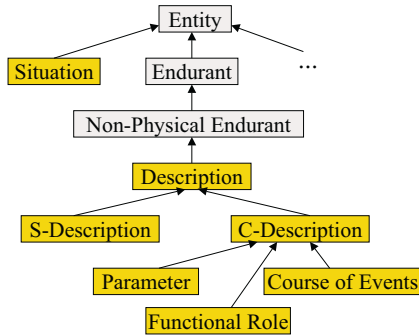 Entity
Situation
Endurant
...
Non-Physical Endurant
Description
S-Description
C-Description
Parameter
Course of Events
Functional Role